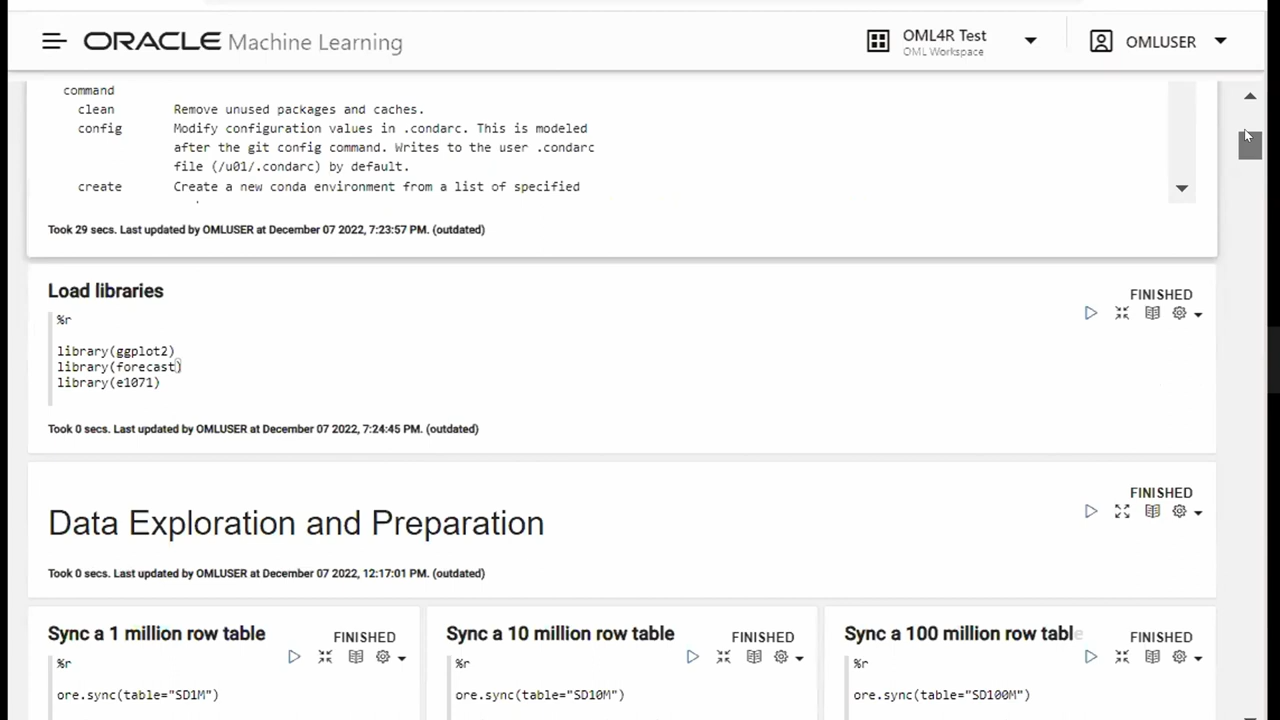 ORACLE Machine Learning
OML4R Test
OML Workspace
OMLUSER
command
clean Remove unused packages and caches.
config Modify configuration values in .condarc. This is modeled
after the git config command. Writes to the user .condarc
file (/u01/.condarc) by default.
create Create a new conda environment from a list of specified
Took 29 secs. Last updated by OMLUSER at December 07 2022, 7:23:57 PM. (outdated)
Load libraries
FINISHED
%r
library(ggplot2)
library(forecast)
library(e1071)
Took 0 secs. Last updated by OMLUSER at December 07 2022, 7:24:45 PM. (outdated)
FINISHED
Data Exploration and Preparation
Took 0 secs. Last updated by OMLUSER at December 07 2022, 12:17:01 PM. (outdated)
Sync a 1 million row table
FINISHED
%r
ore.sync(table="SD1M")
Sync a 10 million row table
FINISHED
%r
ore.sync(table="SD10M")
Sync a 100 million row table
FINISHED
%r
ore.sync(table="SD100M")